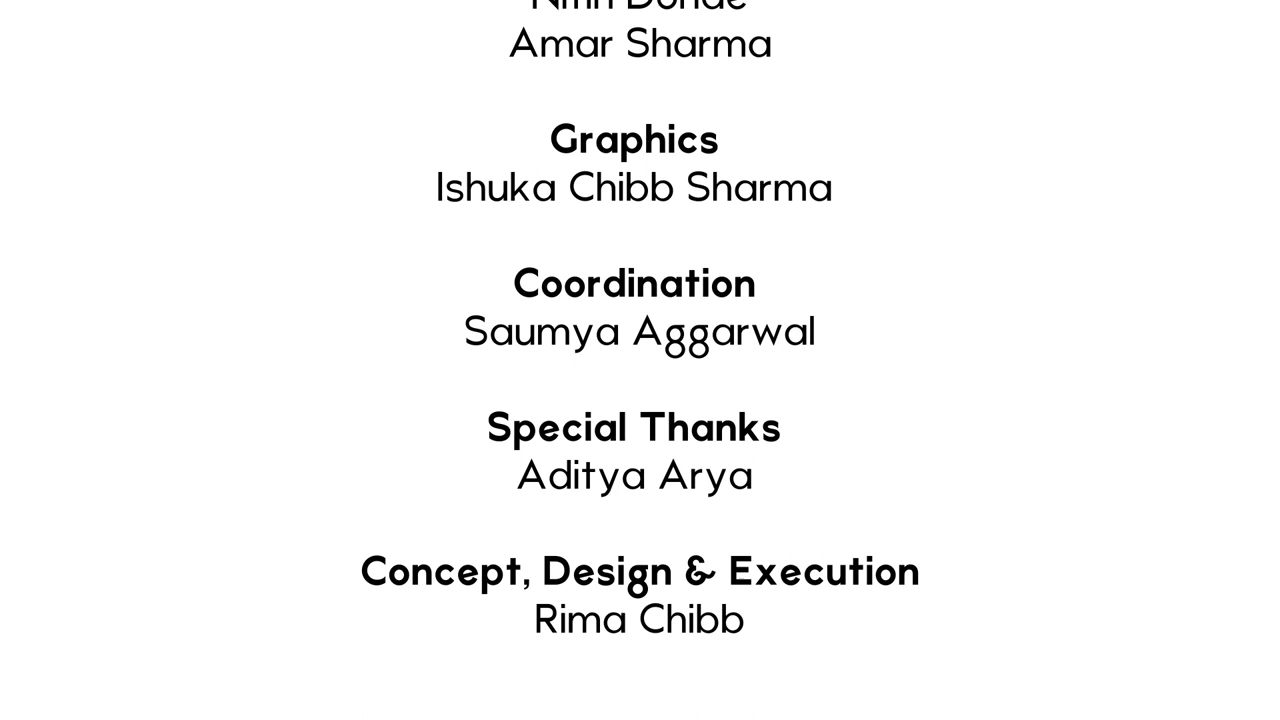 Amar Sharma
Graphics
Ishuka Chibb Sharma
Coordination
Saumya Aggarwal
Special Thanks
Aditya Arya
Concept, Design & Execution
Rima Chibb